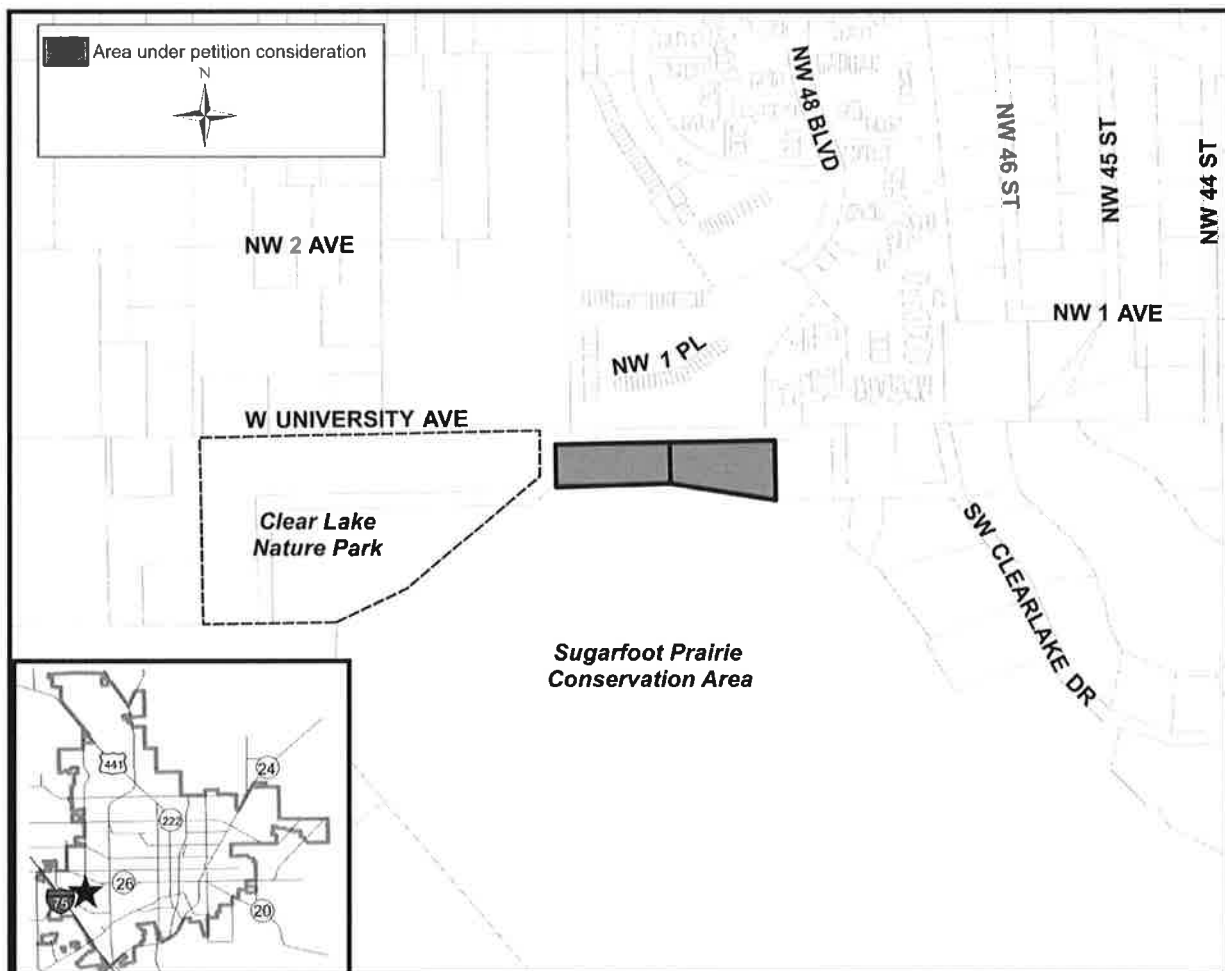 Area under petition consideration
N
NW 48 BLVD
NW 46 ST
NW 45 ST
NW 44 ST
NW 2 AVE
NW 1 AVE
NW 1 PL
W UNIVERSITY AVE
Clear Lake
Nature Park
SW CLEARLAKE DR
Sugarfoot Prairie
Conservation Area
441
24
222
26
75
20